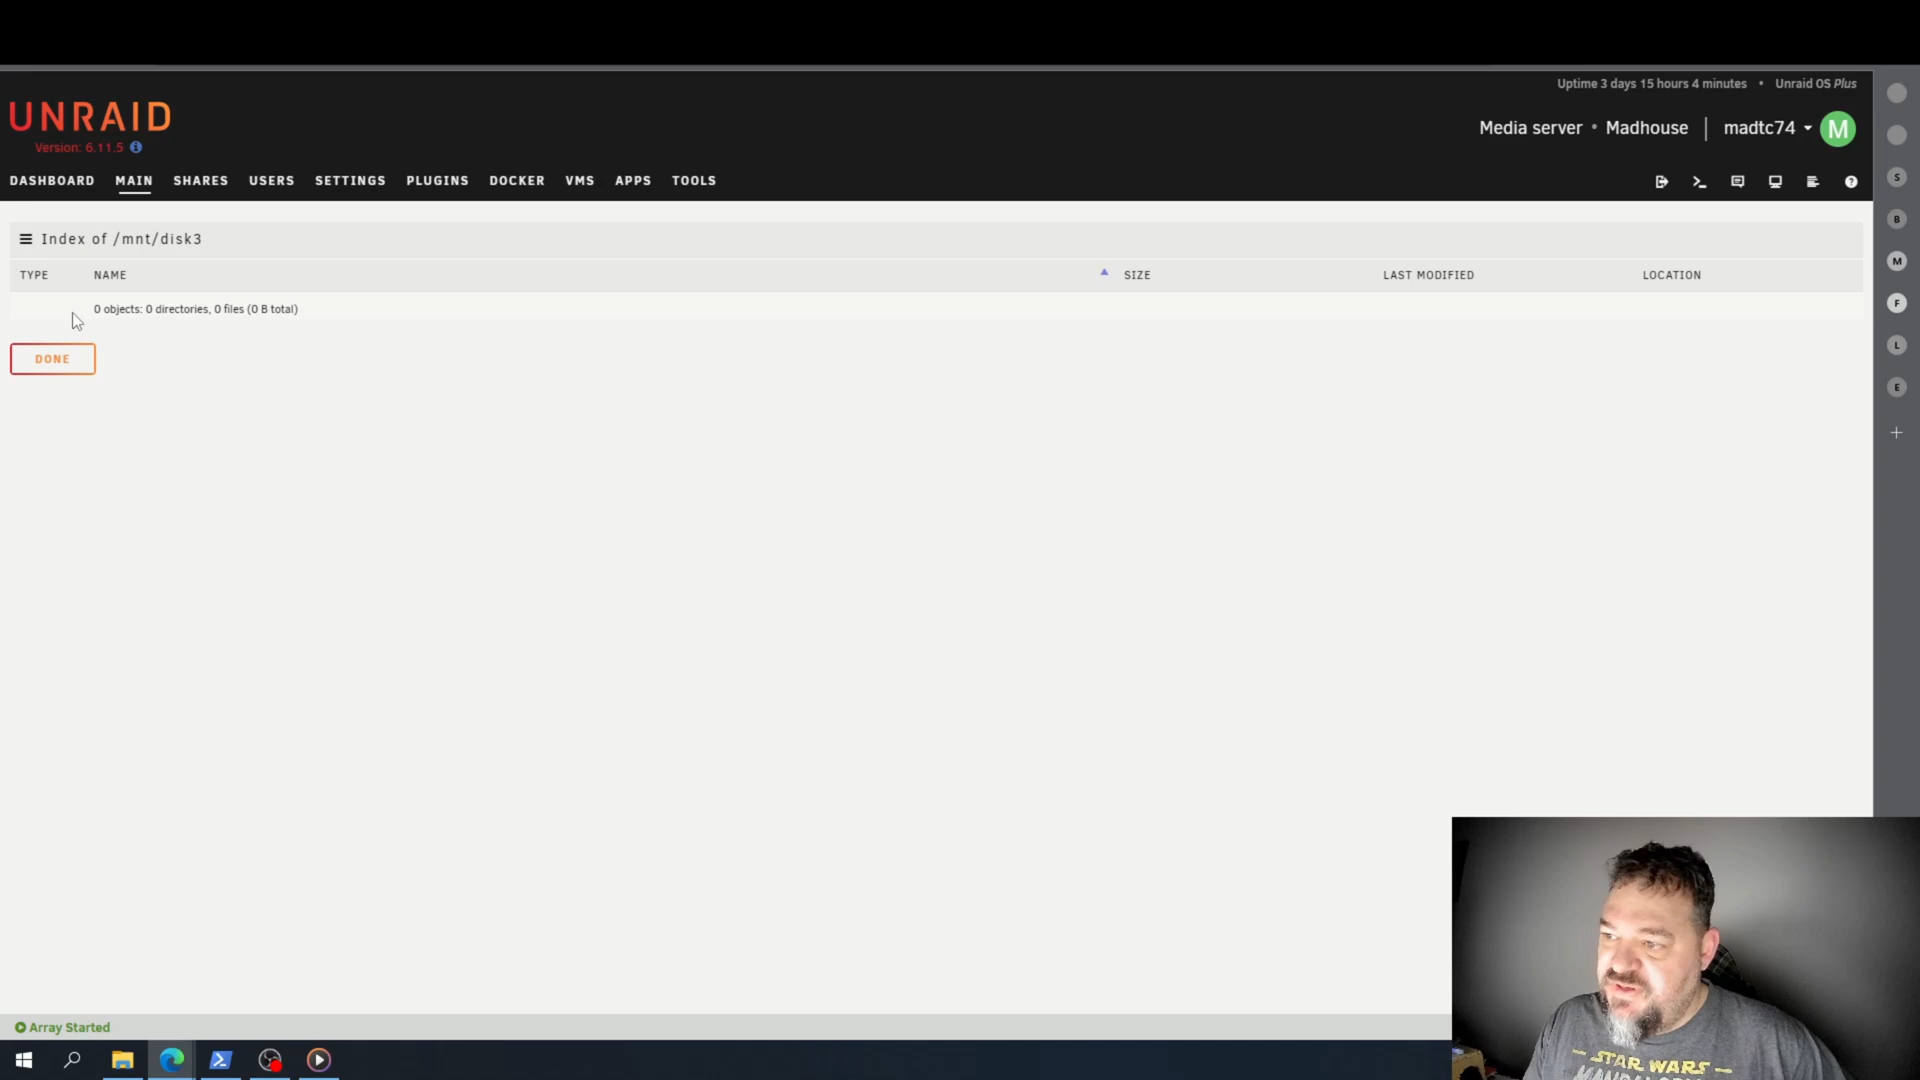 Uptime 3 days 15 hours 4 minutes • Unraid OS Plus
UNRAID
Version: 6.11.5
Media server • Madhouse | madtc74
M
DASHBOARD MAIN SHARES USERS SETTINGS PLUGINS DOCKER VMS APPS TOOLS
S
B
M
F
L
E
Index of /mnt/disk3
TYPE NAME SIZE LAST MODIFIED LOCATION
0 objects: 0 directories, 0 files (0 B total)
DONE
Array Started
— STAR WARS —